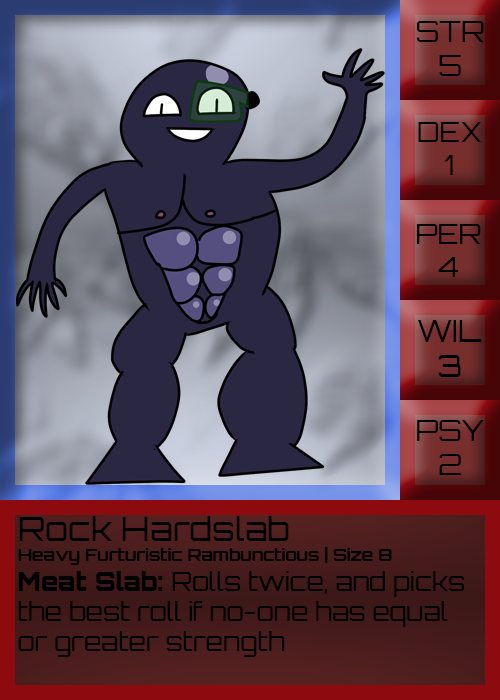 STR
5
DEX
1
PER
4
WIL
3
PSY
2
Rock Hardslab
Heavy Furturistic Rambunctious | Size 8
Meat Slab: Rolls twice, and picks
the best roll if no-one has equal
or greater strength